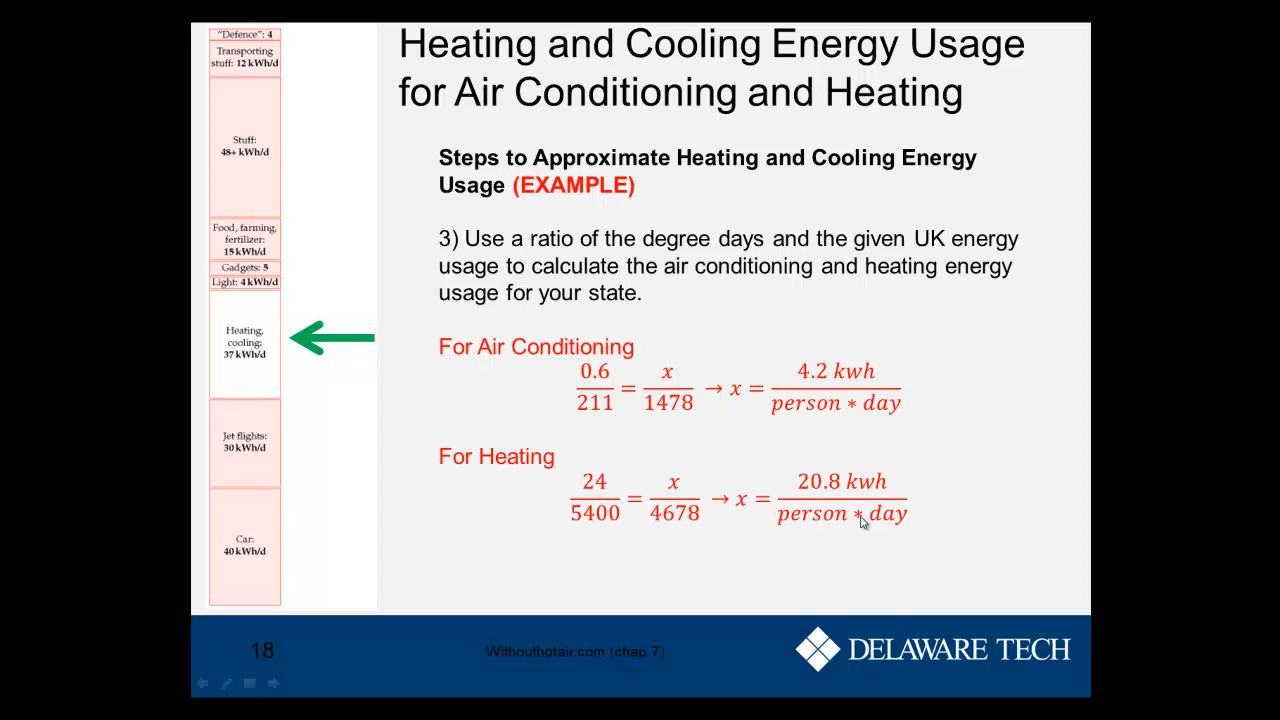 "Defence": 4
Transporting
stuff: 12 kWh/d
Stuff:
48+ kWh/d
Food, farming,
fertilizer:
15 kWh/d
Gadgets: 5
Light: 4 kWh/d
Heating,
cooling:
37 kWh/d
Jet flights:
30 kWh/d
Car:
40 kWh/d
Heating and Cooling Energy Usage
for Air Conditioning and Heating
Steps to Approximate Heating and Cooling Energy
Usage (EXAMPLE)
3) Use a ratio of the degree days and the given UK energy
usage to calculate the air conditioning and heating energy
usage for your state.
For Air Conditioning
0.6/211 = x/1478 → x = 4.2 kwh/person ∗ day
For Heating
24/5400 = x/4678 → x = 20.8 kwh/person ∗ day
18
Withouthotair.com (chap 7)
DELAWARE TECH